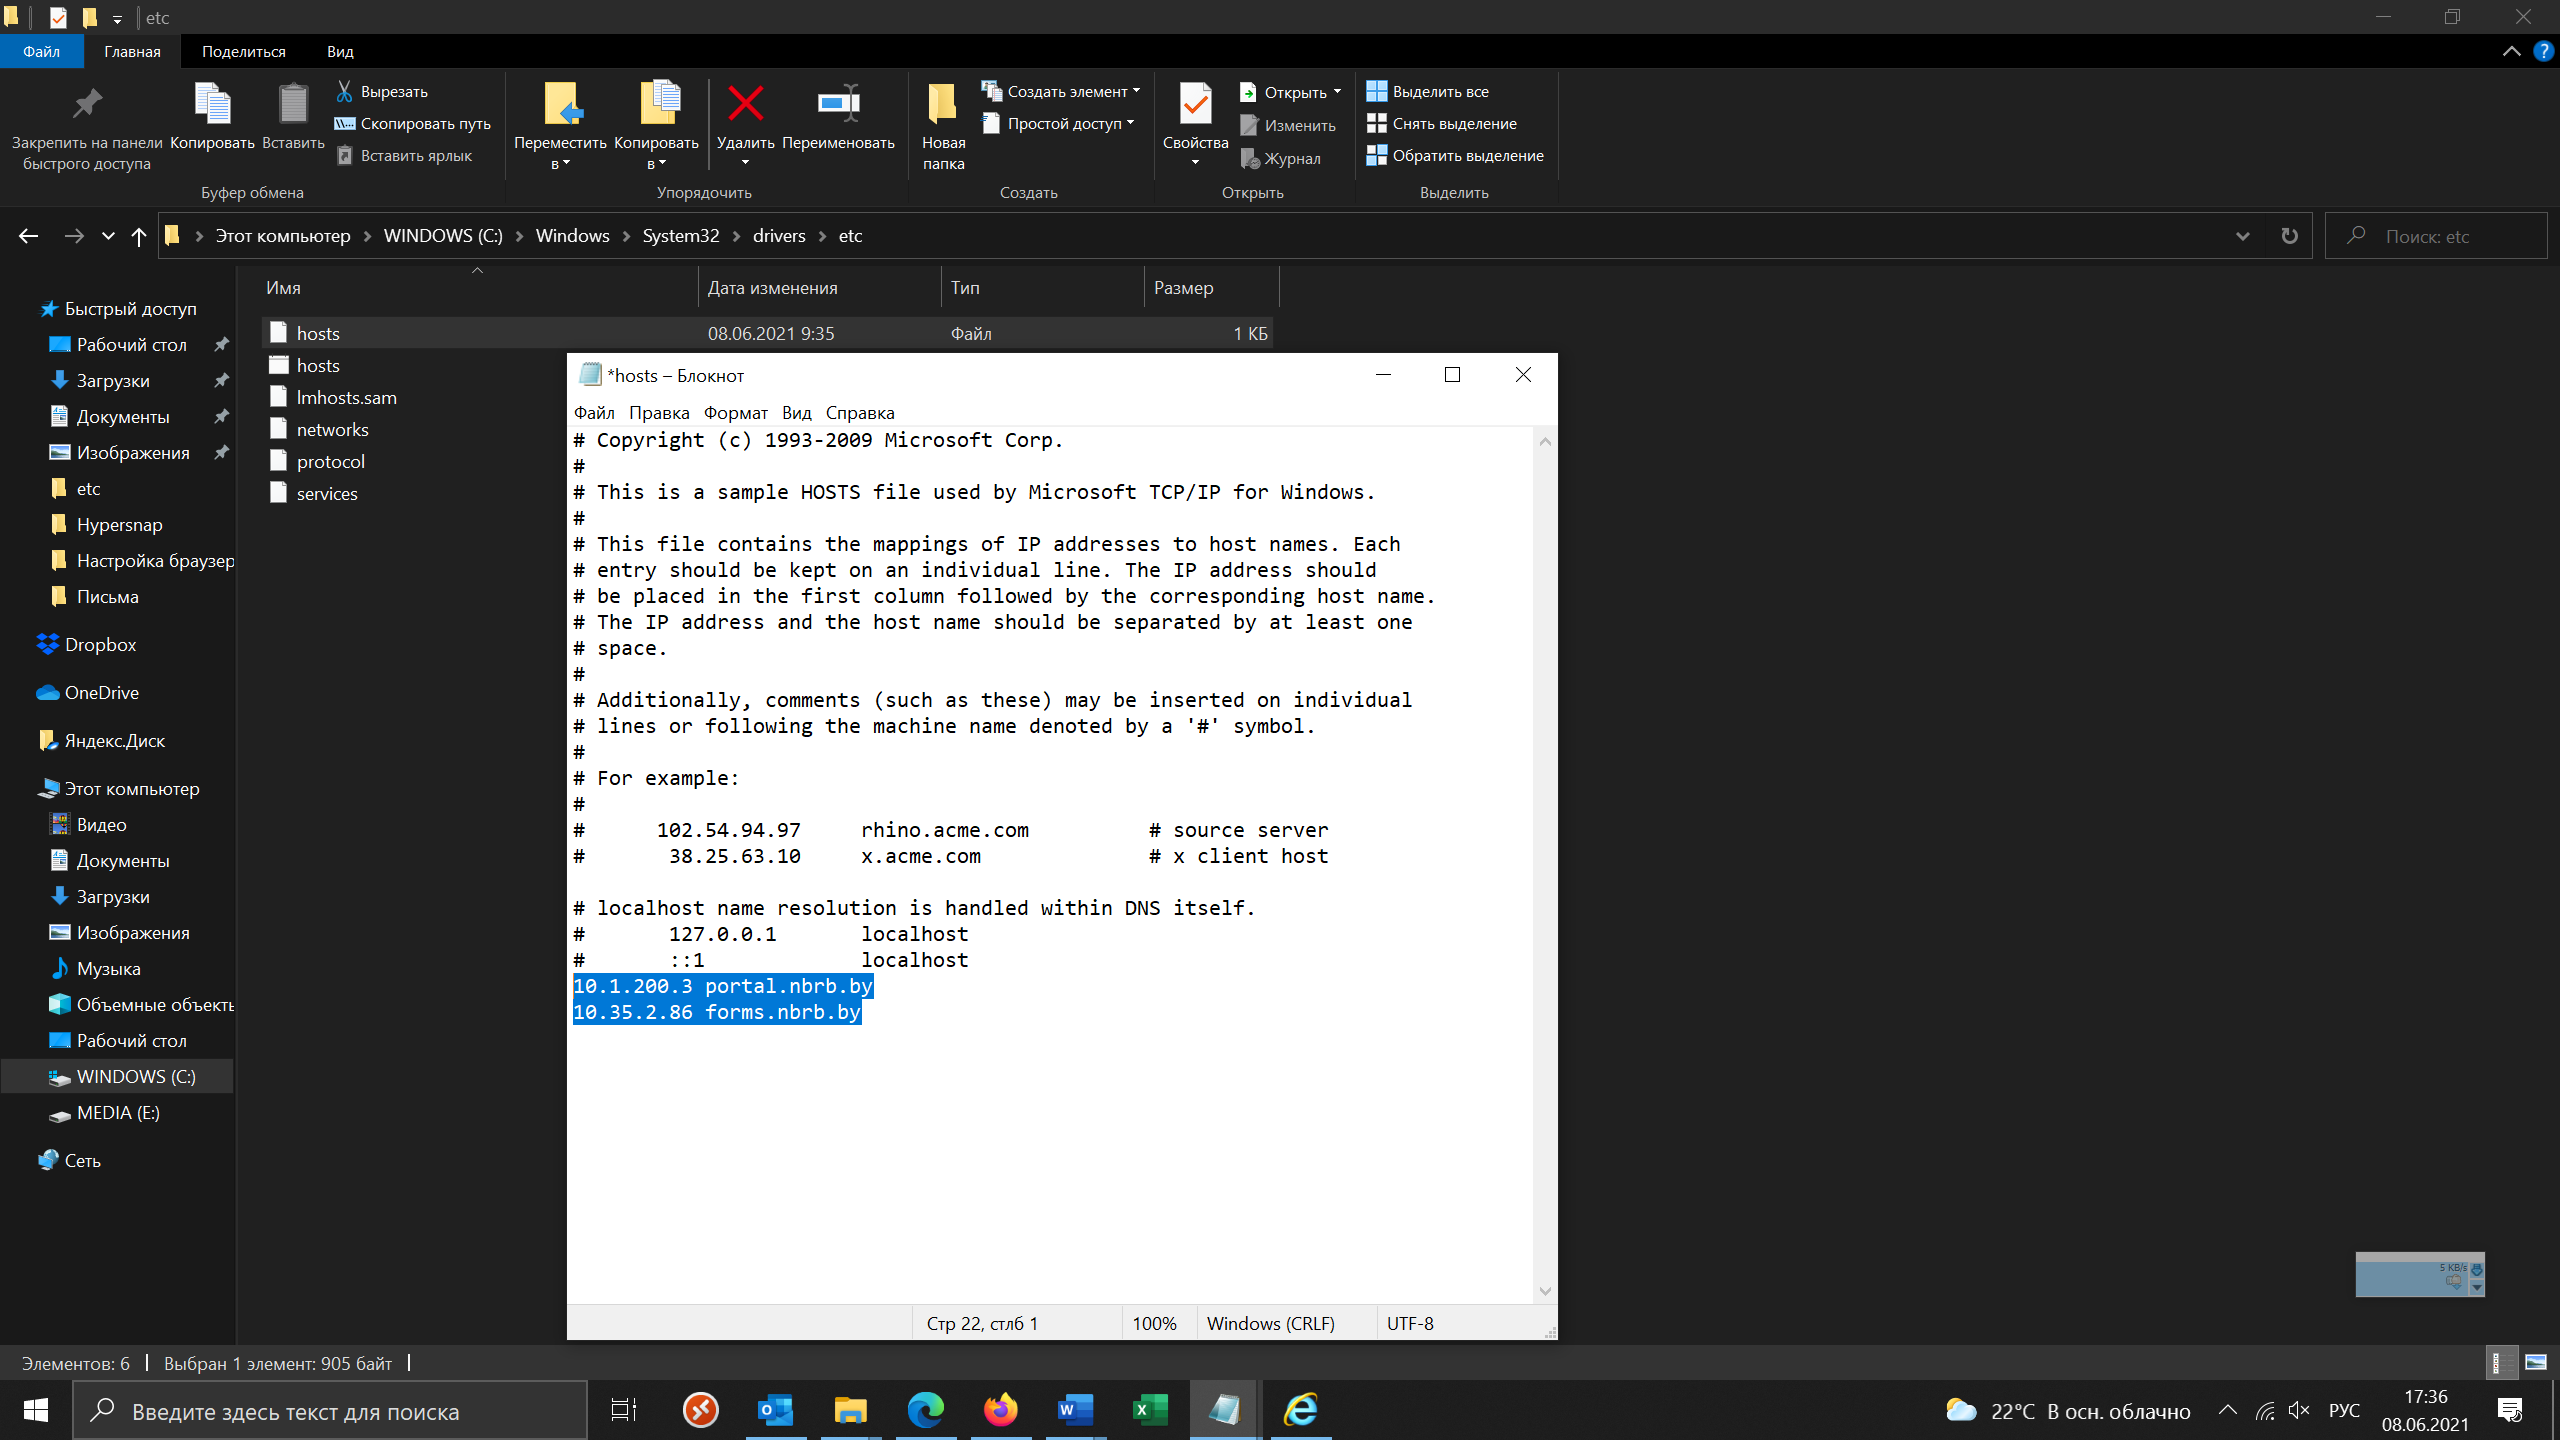 etc
Файл Главная Поделиться Вид
Закрепить на панели быстрого доступа
Копировать
Вставить
Вырезать
Скопировать путь
Вставить ярлык
Переместить в
Копировать в
Удалить
Переименовать
Новая папка
Создать элемент
Простой доступ
Свойства
Открыть
Изменить
Журнал
Выделить все
Снять выделение
Обратить выделение
Буфер обмена Упорядочить Создать Открыть Выделить
Этот компьютер WINDOWS (C:) Windows System32 drivers etc
Поиск: etc
Имя Дата изменения Тип Размер
hosts 08.06.2021 9:35 Файл 1 КБ
hosts
lmhosts.sam
networks
protocol
services
Быстрый доступ
Рабочий стол
Загрузки
Документы
Изображения
etc
Hypersnap
Настройка браузер
Письма
Dropbox
OneDrive
Яндекс.Диск
Этот компьютер
Видео
Документы
Загрузки
Изображения
Музыка
Объемные объекты
Рабочий стол
WINDOWS (C:)
MEDIA (E:)
Сеть
*hosts – Блокнот
Файл Правка Формат Вид Справка
# Copyright (c) 1993-2009 Microsoft Corp.
#
# This is a sample HOSTS file used by Microsoft TCP/IP for Windows.
#
# This file contains the mappings of IP addresses to host names. Each
# entry should be kept on an individual line. The IP address should
# be placed in the first column followed by the corresponding host name.
# The IP address and the host name should be separated by at least one
# space.
#
# Additionally, comments (such as these) may be inserted on individual
# lines or following the machine name denoted by a '#' symbol.
#
# For example:
#
#      102.54.94.97     rhino.acme.com          # source server
#       38.25.63.10     x.acme.com              # x client host
# localhost name resolution is handled within DNS itself.
#       127.0.0.1       localhost
#       ::1             localhost
10.1.200.3 portal.nbrb.by
10.35.2.86 forms.nbrb.by
Стр 22, стлб 1 100% Windows (CRLF) UTF-8
5 KB/s
Элементов: 6 Выбран 1 элемент: 905 байт
Введите здесь текст для поиска
22°C В осн. облачно
РУС
17:36
08.06.2021